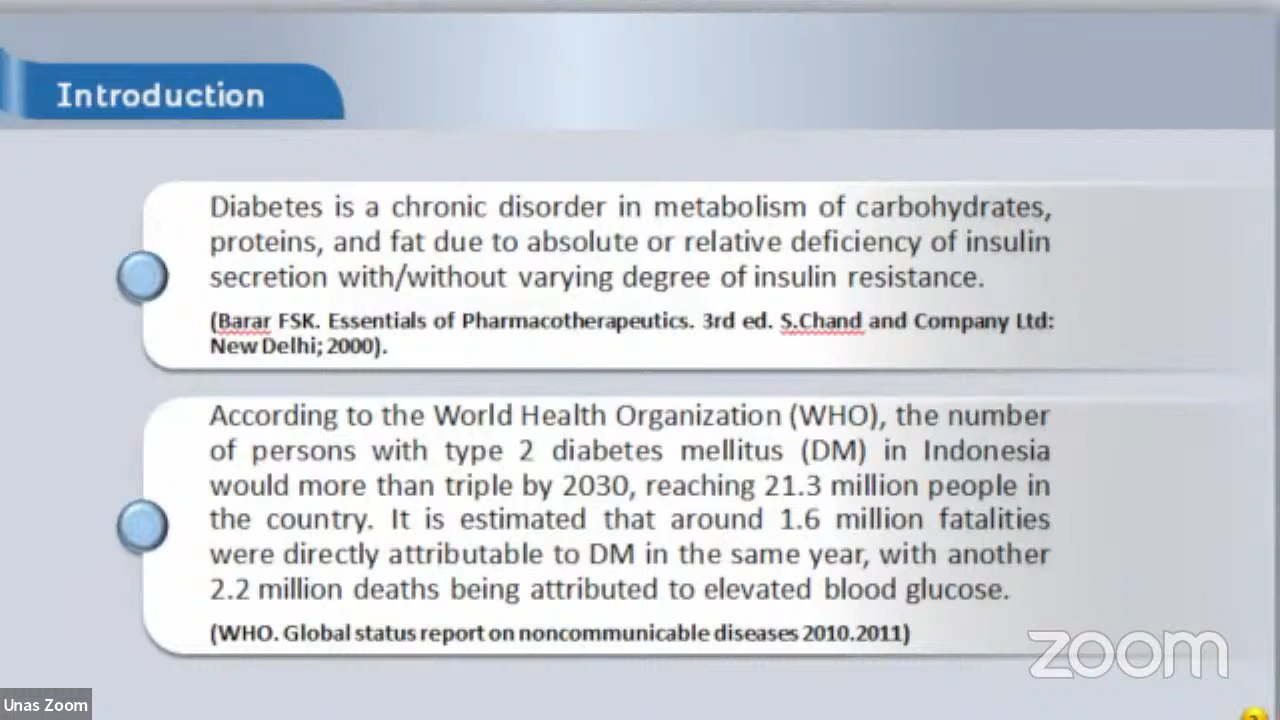 Introduction
Diabetes is a chronic disorder in metabolism of carbohydrates,
proteins, and fat due to absolute or relative deficiency of insulin
secretion with/without varying degree of insulin resistance.
(Barar FSK. Essentials of Pharmacotherapeutics. 3rd ed. S.Chand and Company Ltd:
New Delhi; 2000).
According to the World Health Organization (WHO), the number
of persons with type 2 diabetes mellitus (DM) in Indonesia
would more than triple by 2030, reaching 21.3 million people in
the country. It is estimated that around 1.6 million fatalities
were directly attributable to DM in the same year, with another
2.2 million deaths being attributed to elevated blood glucose.
(WHO. Global status report on noncommunicable diseases 2010.2011)
zoom
Unas Zoom